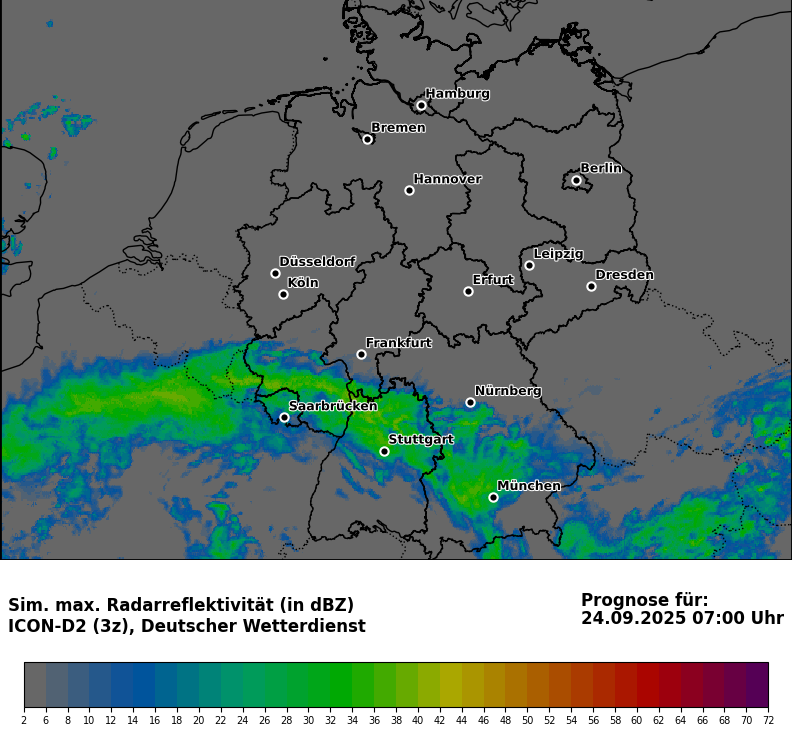 Hamburg
Bremen
Berlin
Hannover
Leipzig
Düsseldorf
Dresden
Erfurt
Köln
Frankfurt
Nürnberg
Saarbrücken
Stuttgart
München
Sim. max. Radarreflektivität (in dBZ)
ICON-D2 (3z), Deutscher Wetterdienst
Prognose für:
24.09.2025 07:00 Uhr
2 6 8 10 12 14 16 18 20 22 24 26 28 30 32 34 36 38 40 42 44 46 48 50 52 54 56 58 60 62 64 66 68 70 72